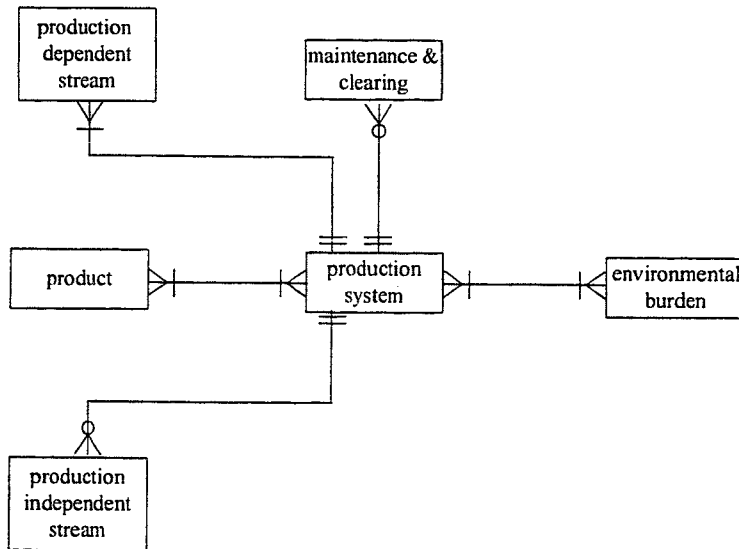 production
dependent
stream
maintenance &
clearing
product
production
system
environmental
burden
production
independent
stream